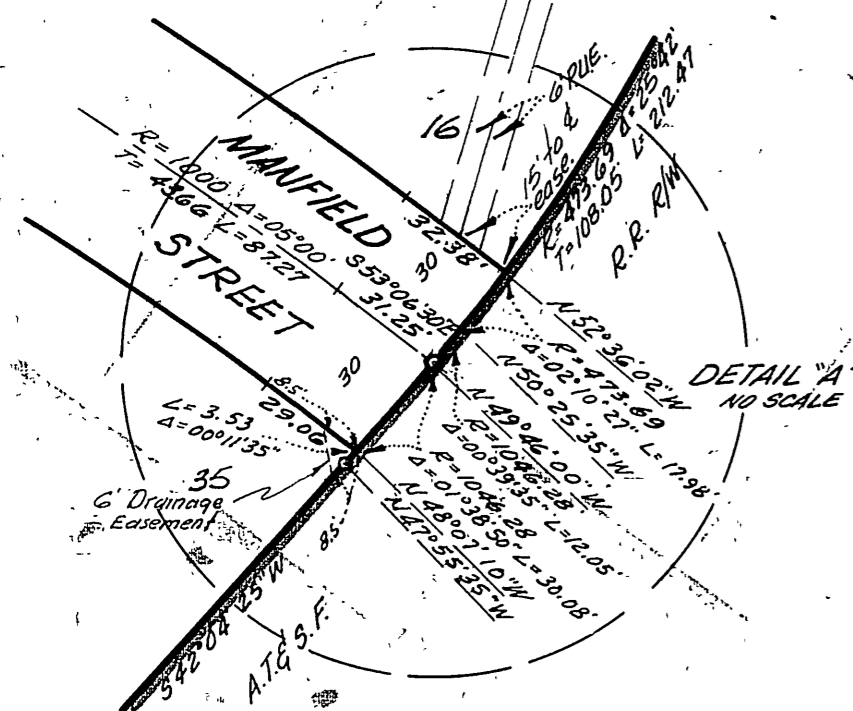 16
6' P.U.E.
15' to ℄
ease.
R=473.69 Δ=25°42'
T=108.05' L=212.47
R.R. R/W
MANFIELD
STREET
R=1000' Δ=05°00'
T=43.66 L=87.27
S53°06'30"E
32.38'
30
31.25'
30
8.5'
29.06
L=3.53
Δ=00°11'35"
35
6' Drainage
Easement
8.5'
N52°36'02"W
R=473.69
Δ=02°10'27" L=17.98'
N50°25'35"W
N49°46'00"W
R=1046.28
Δ=00°39'35" L=12.05'
R=1046.28
Δ=01°38'50" L=30.08'
N48°07'10"W
N47°55'35"W
DETAIL "A"
NO SCALE
S42°04'25"W
A.T.& S.F.